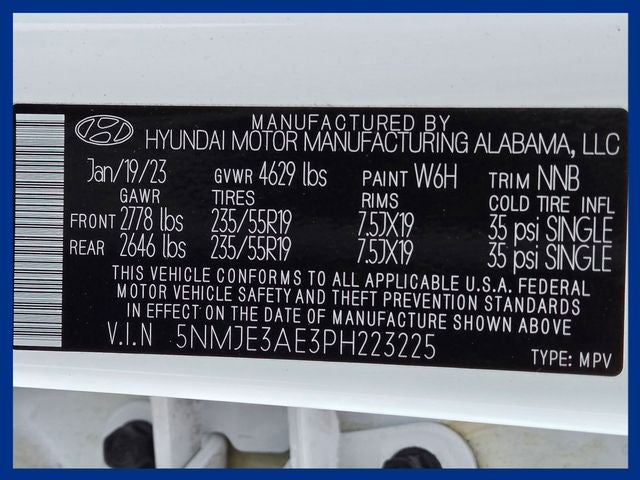 MANUFACTURED BY
HYUNDAI MOTOR MANUFACTURING ALABAMA, LLC
Jan/19/23 GVWR 4629 lbs PAINT W6H TRIM NNB
GAWR TIRES RIMS COLD TIRE INFL
FRONT 2778 lbs 235/55R19 7.5JX19 35 psi SINGLE
REAR 2646 lbs 235/55R19 7.5JX19 35 psi SINGLE
THIS VEHICLE CONFORMS TO ALL APPLICABLE U.S.A. FEDERAL
MOTOR VEHICLE SAFETY AND THEFT PREVENTION STANDARDS
IN EFFECT ON THE DATE OF MANUFACTURE SHOWN ABOVE.
V.I.N 5NMJE3AE3PH223225
TYPE: MPV